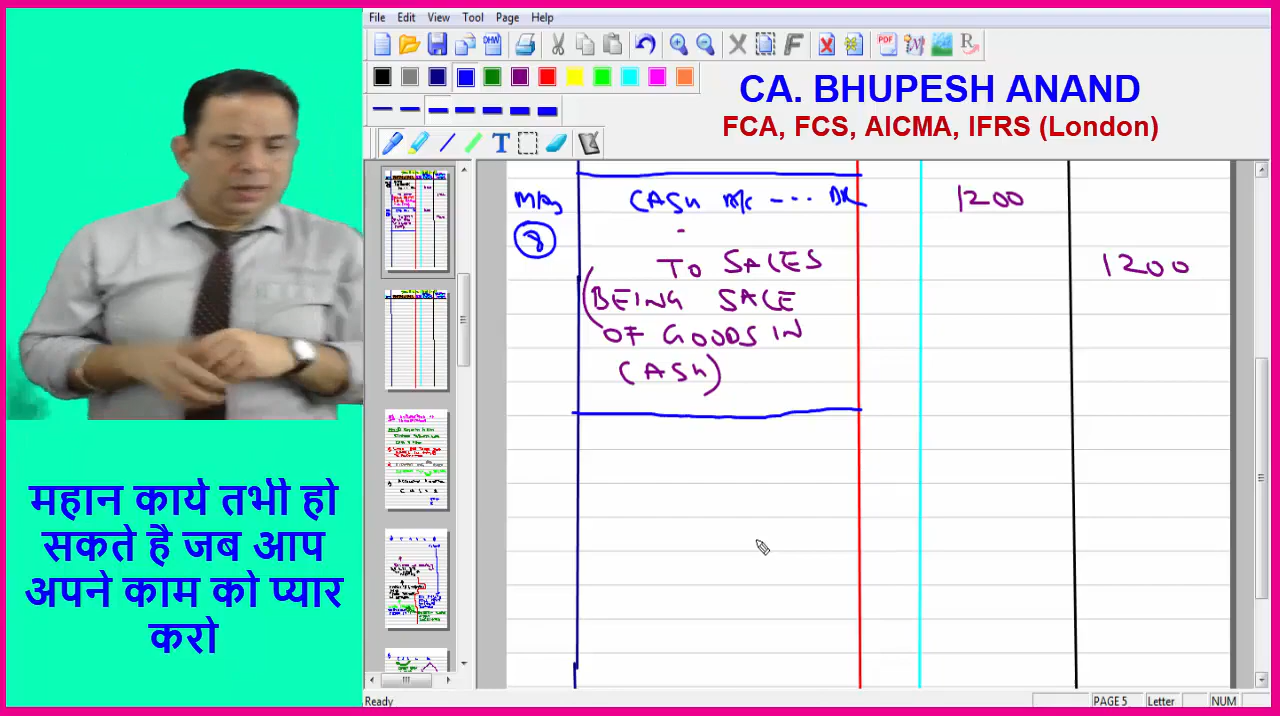 File Edit View Tool Page Help
CA. BHUPESH ANAND
FCA, FCS, AICMA, IFRS (London)
May CASH A/c --- DR 1200
8
TO SALES 1200
(BEING SALE
OF GOODS IN
CASH)
महान कार्य तभी हो
सकते है जब आप
अपने काम को प्यार
करो
Ready PAGE 5 Letter NUM